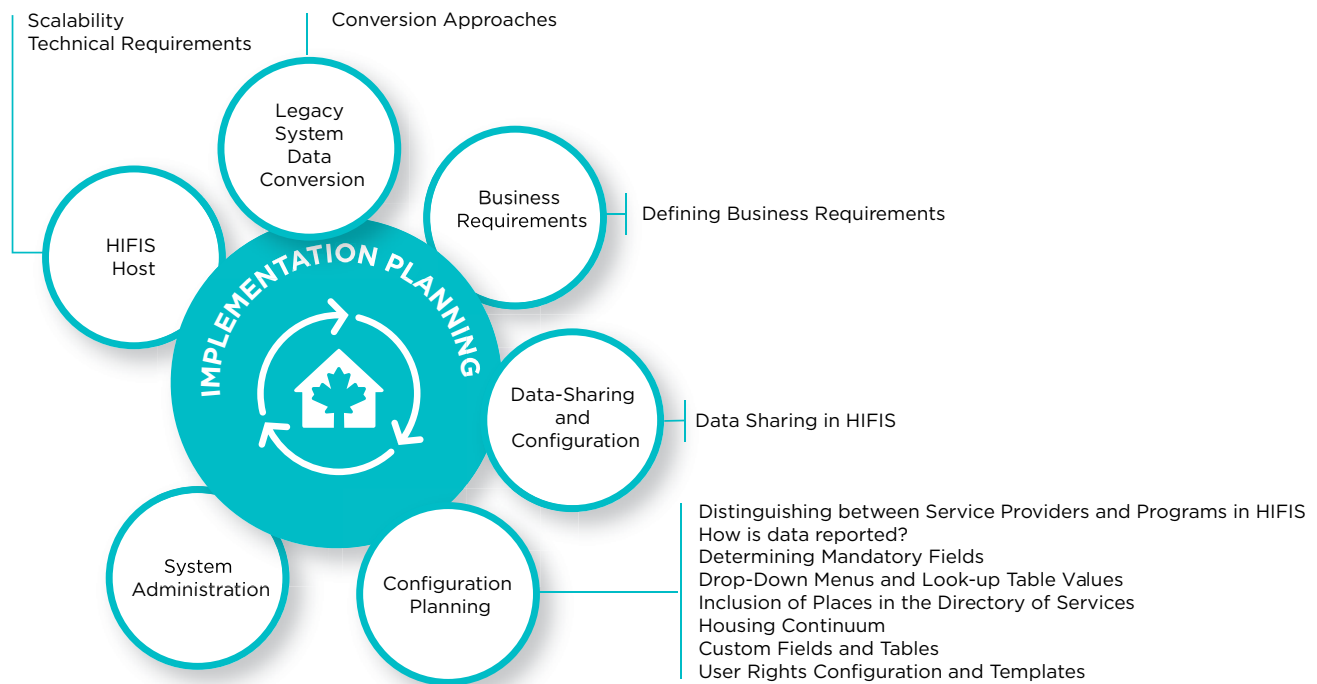 Scalability
Technical Requirements
Conversion Approaches
Legacy
System
Data
Conversion
Business
Requirements
Defining Business Requirements
HIFIS
Host
IMPLEMENTATION PLANNING
Data-Sharing
and
Configuration
Data Sharing in HIFIS
System
Administration
Configuration
Planning
Distinguishing between Service Providers and Programs in HIFIS
How is data reported?
Determining Mandatory Fields
Drop-Down Menus and Look-up Table Values
Inclusion of Places in the Directory of Services
Housing Continuum
Custom Fields and Tables
User Rights Configuration and Templates